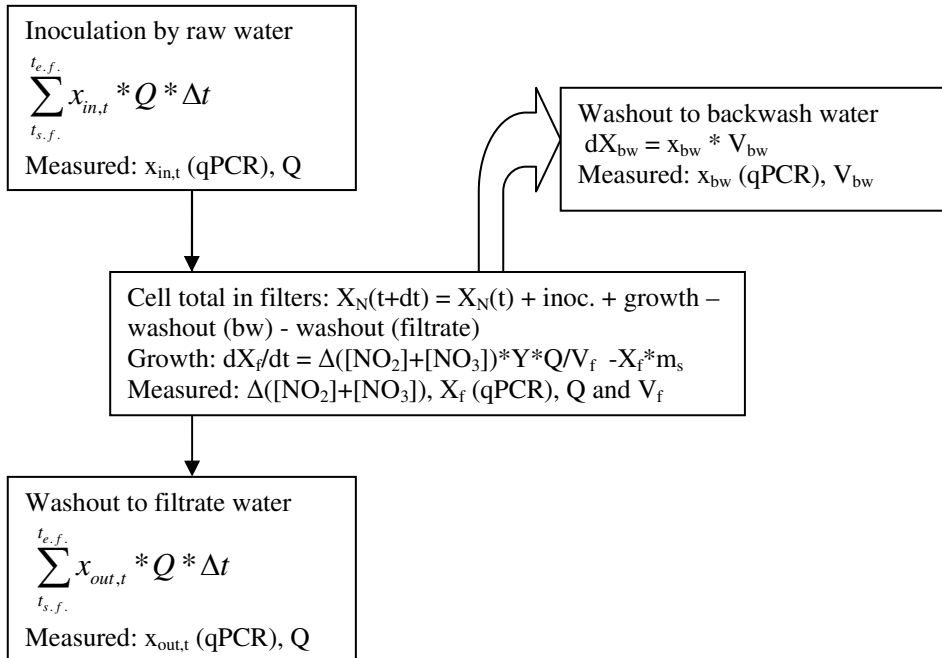 Inoculation by raw water
t_{e.f.}
∑ x_{in,t} * Q * Δt
t_{s.f.}
Measured: x_{in,t} (qPCR), Q
Washout to backwash water
dX_{bw} = x_{bw} * V_{bw}
Measured: x_{bw} (qPCR), V_{bw}
Cell total in filters: X_N(t+dt) = X_N(t) + inoc. + growth –
washout (bw) - washout (filtrate)
Growth: dX_f/dt = Δ([NO_2]+[NO_3])*Y*Q/V_f -X_f*m_s
Measured: Δ([NO_2]+[NO_3]), X_f (qPCR), Q and V_f
Washout to filtrate water
t_{e.f.}
∑ x_{out,t} * Q * Δt
t_{s.f.}
Measured: x_{out,t} (qPCR), Q